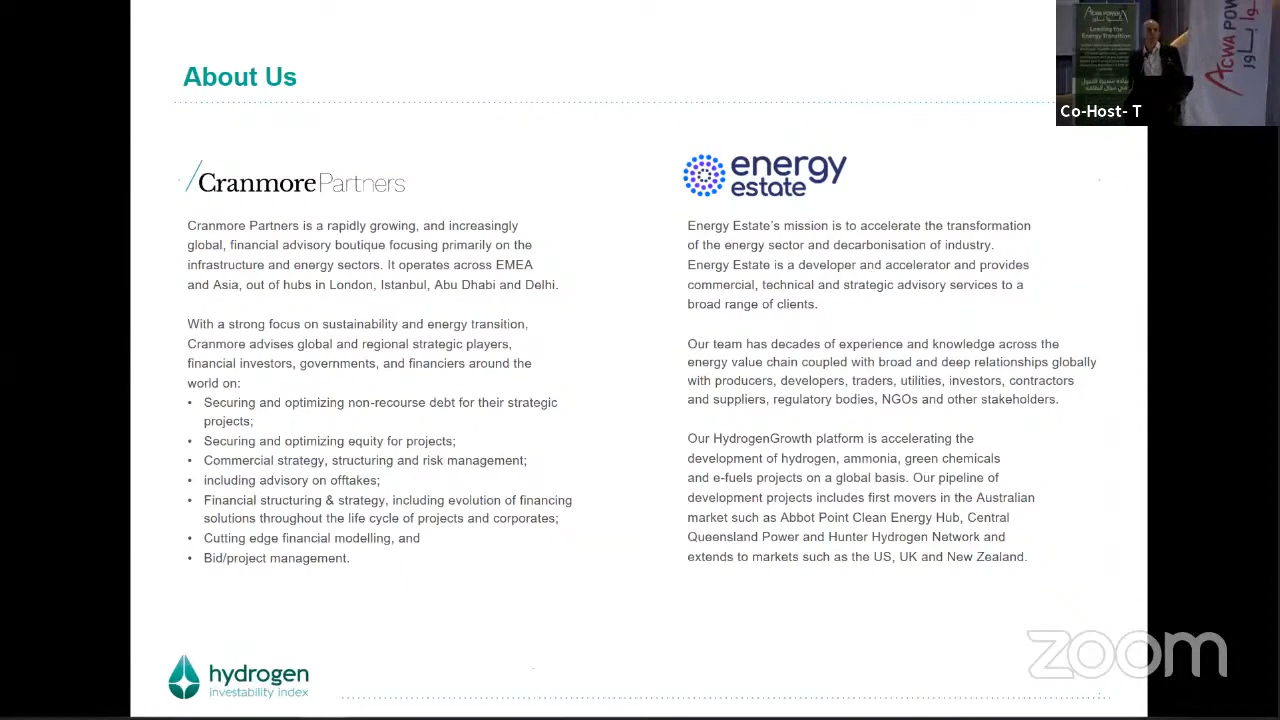 About Us
CranmorePartners
Cranmore Partners is a rapidly growing, and increasingly
global, financial advisory boutique focusing primarily on the
infrastructure and energy sectors. It operates across EMEA
and Asia, out of hubs in London, Istanbul, Abu Dhabi and Delhi.
With a strong focus on sustainability and energy transition,
Cranmore advises global and regional strategic players,
financial investors, governments, and financiers around the
world on:
• Securing and optimizing non-recourse debt for their strategic
projects;
• Securing and optimizing equity for projects;
• Commercial strategy, structuring and risk management;
• including advisory on offtakes;
• Financial structuring & strategy, including evolution of financing
solutions throughout the life cycle of projects and corporates;
• Cutting edge financial modelling, and
• Bid/project management.
energy
estate
Energy Estate's mission is to accelerate the transformation
of the energy sector and decarbonisation of industry.
Energy Estate is a developer and accelerator and provides
commercial, technical and strategic advisory services to a
broad range of clients.
Our team has decades of experience and knowledge across the
energy value chain coupled with broad and deep relationships globally
with producers, developers, traders, utilities, investors, contractors
and suppliers, regulatory bodies, NGOs and other stakeholders.
Our HydrogenGrowth platform is accelerating the
development of hydrogen, ammonia, green chemicals
and e-fuels projects on a global basis. Our pipeline of
development projects includes first movers in the Australian
market such as Abbot Point Clean Energy Hub, Central
Queensland Power and Hunter Hydrogen Network and
extends to markets such as the US, UK and New Zealand.
hydrogen
investability index
ACWA POWER
Leading the
Energy Transition
ACWA POW
Co-Host- T
zoom